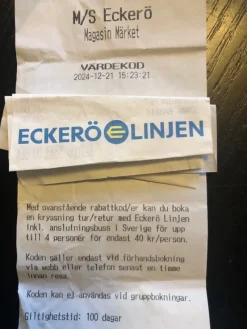 M/S Eckerö
Magasin Märket
VÄRDEKOD
2024-12-21 15:23:21
ECKERÖ LINJEN
Med ovanstående rabattkod/er kan du boka
en kryssning tur/retur med Eckerö Linjen
inkl. anslutningsbuss i Sverige för upp
till 4 personer för endast 40 kr/person.
Koden gäller endast vid förhandsbokning
via webb eller telefon senast en timme
innan resa.
Koden kan ej användas vid gruppbokningar.
Giltighetstid: 100 dagar